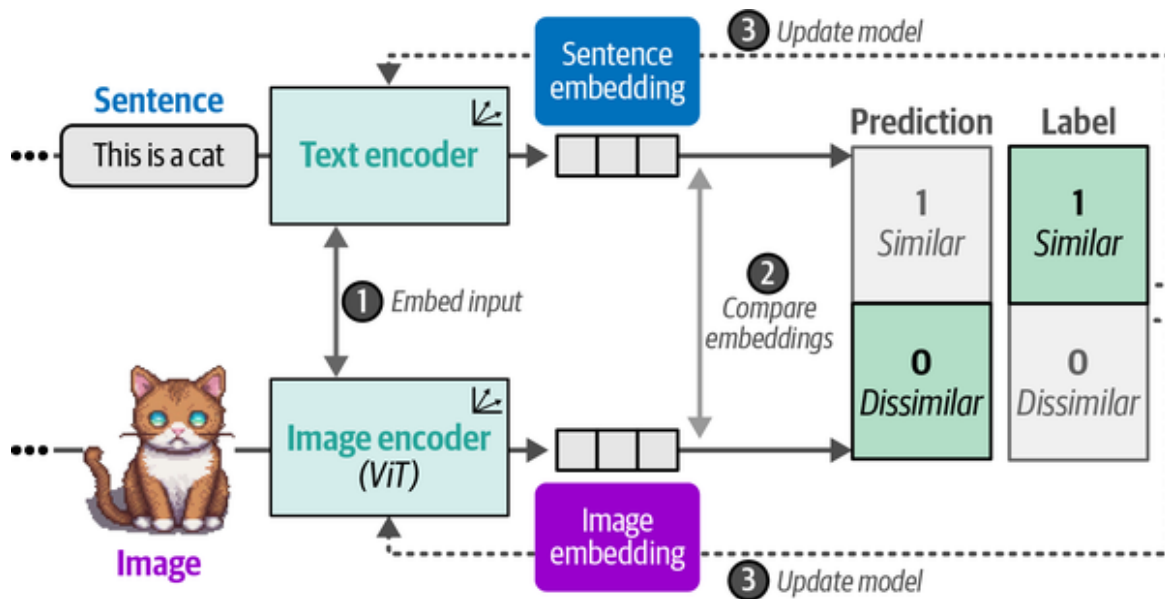 3 Update model
Sentence
embedding
Sentence
This is a cat
Text encoder
Prediction
Label
1
Similar
1
Similar
1 Embed input
2
Compare
embeddings
0
Dissimilar
0
Dissimilar
Image encoder
(ViT)
Image
Image
embedding
3 Update model